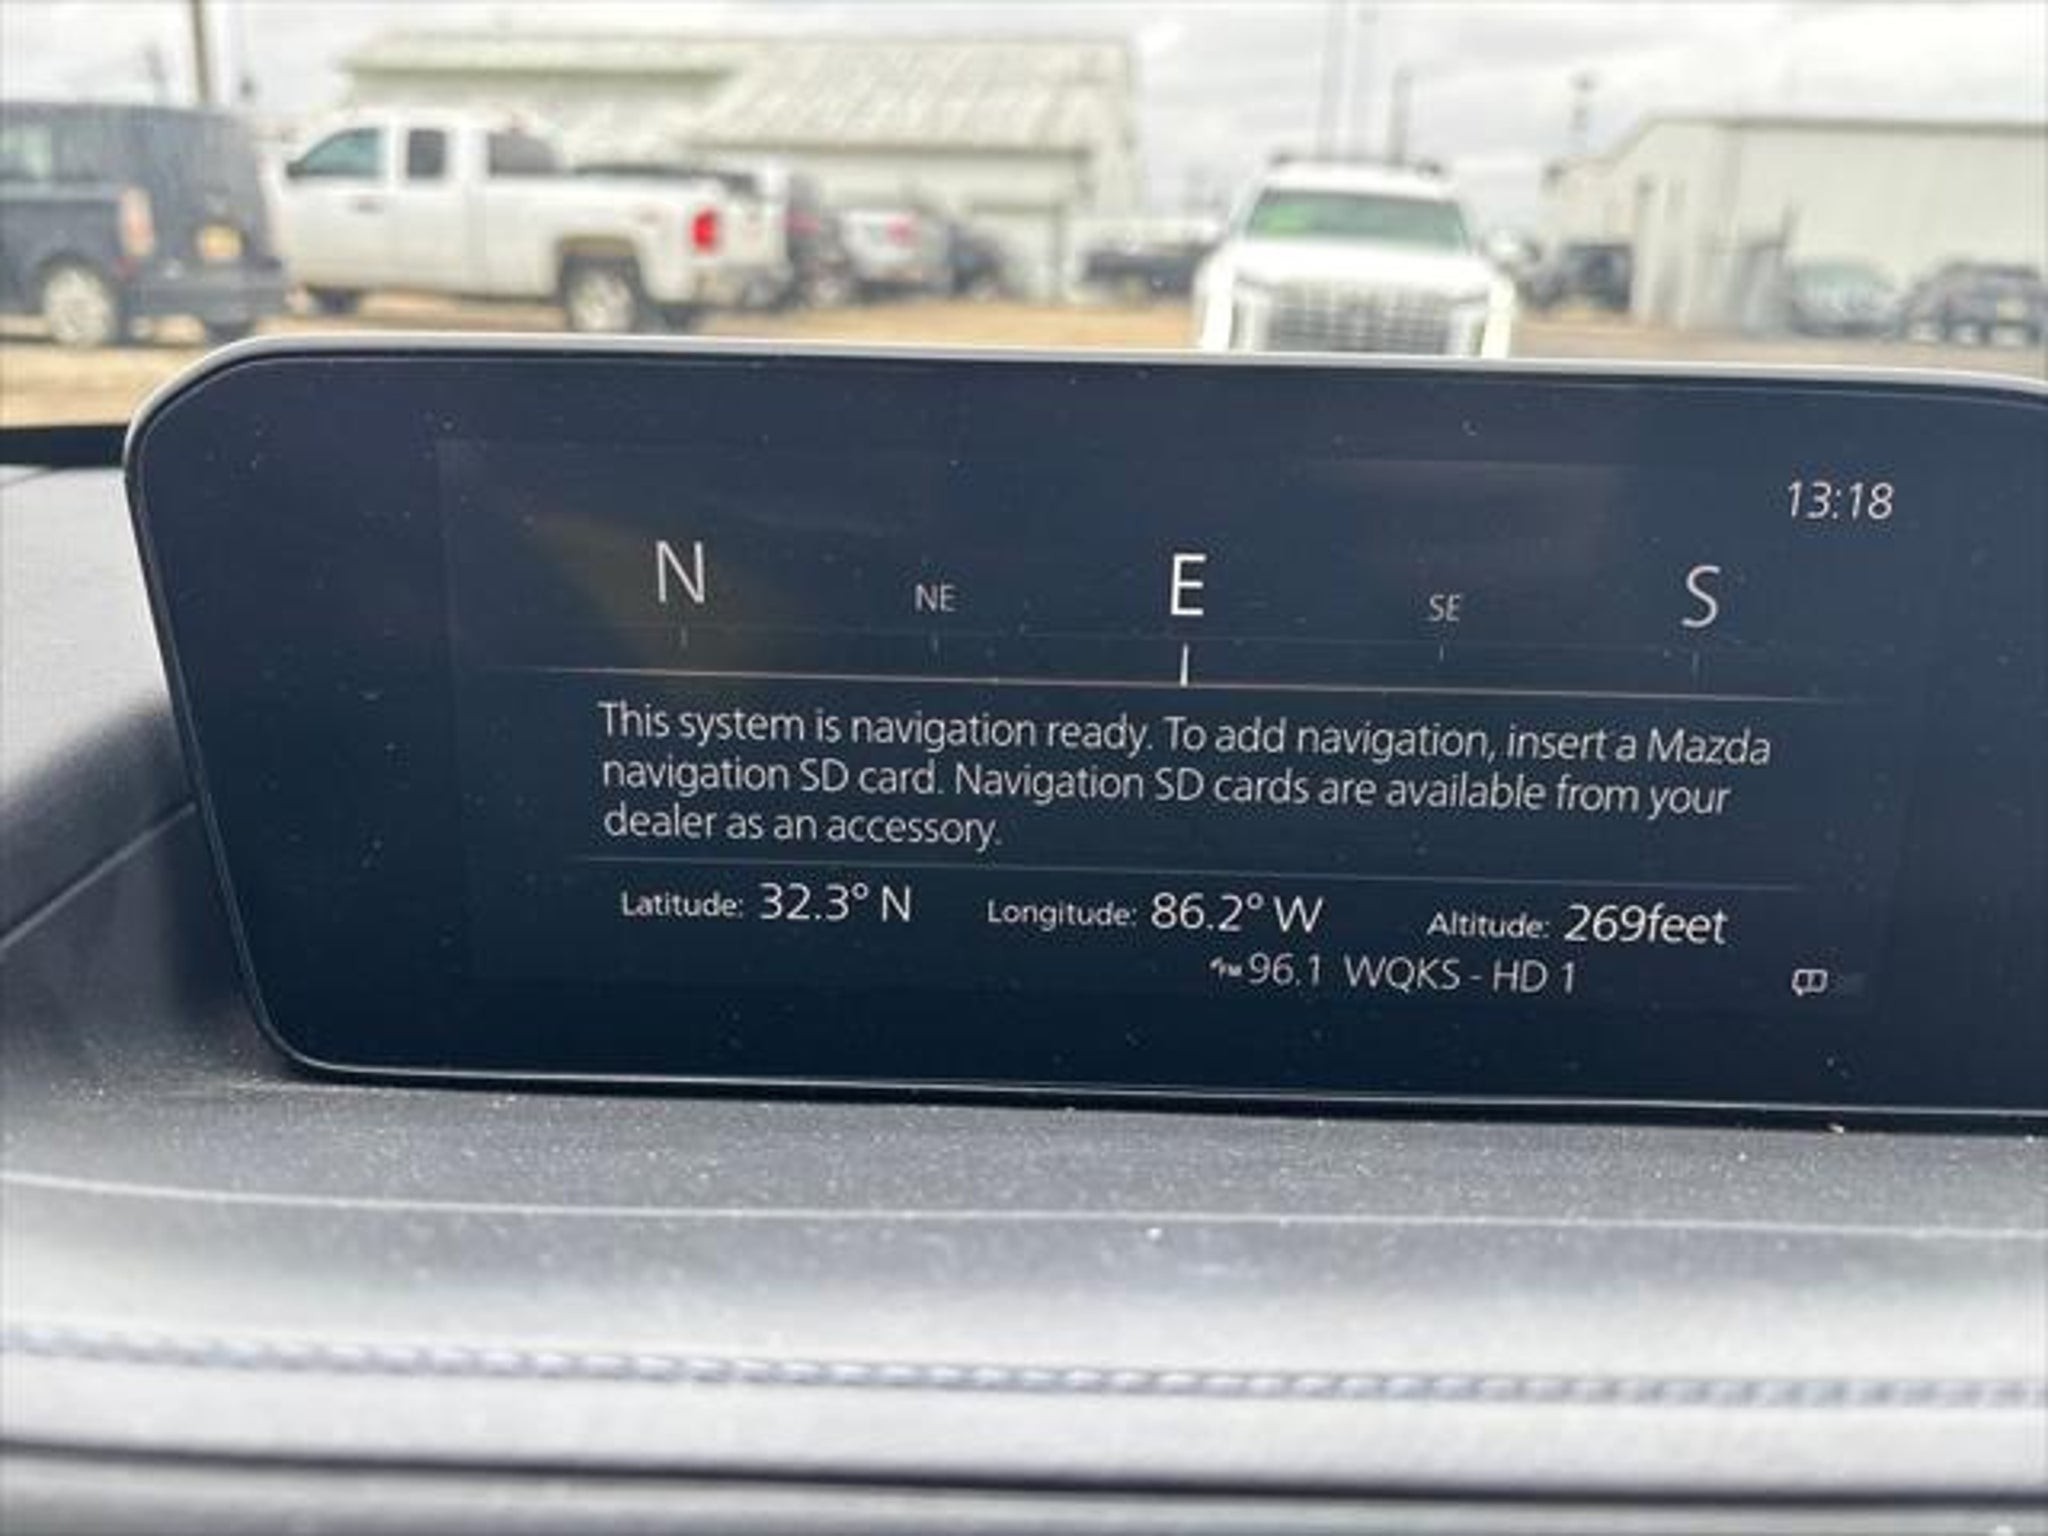 13:18
N NE E SE S
This system is navigation ready. To add navigation, insert a Mazda
navigation SD card. Navigation SD cards are available from your
dealer as an accessory.
Latitude: 32.3° N Longitude: 86.2° W Altitude: 269feet
FM 96.1 WQKS - HD 1